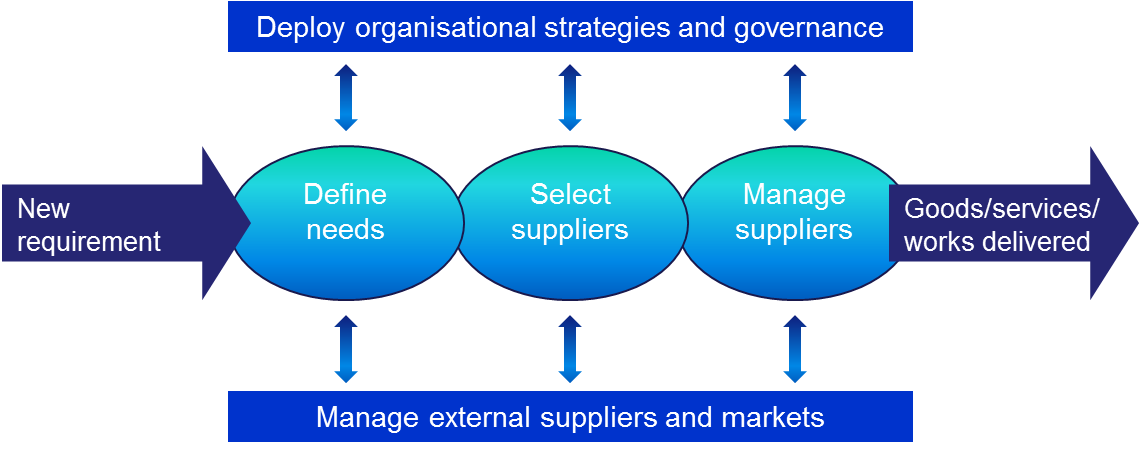 Deploy organisational strategies and governance
New
requirement
Define
needs
Select
suppliers
Manage
suppliers
Goods/services/
works delivered
Manage external suppliers and markets